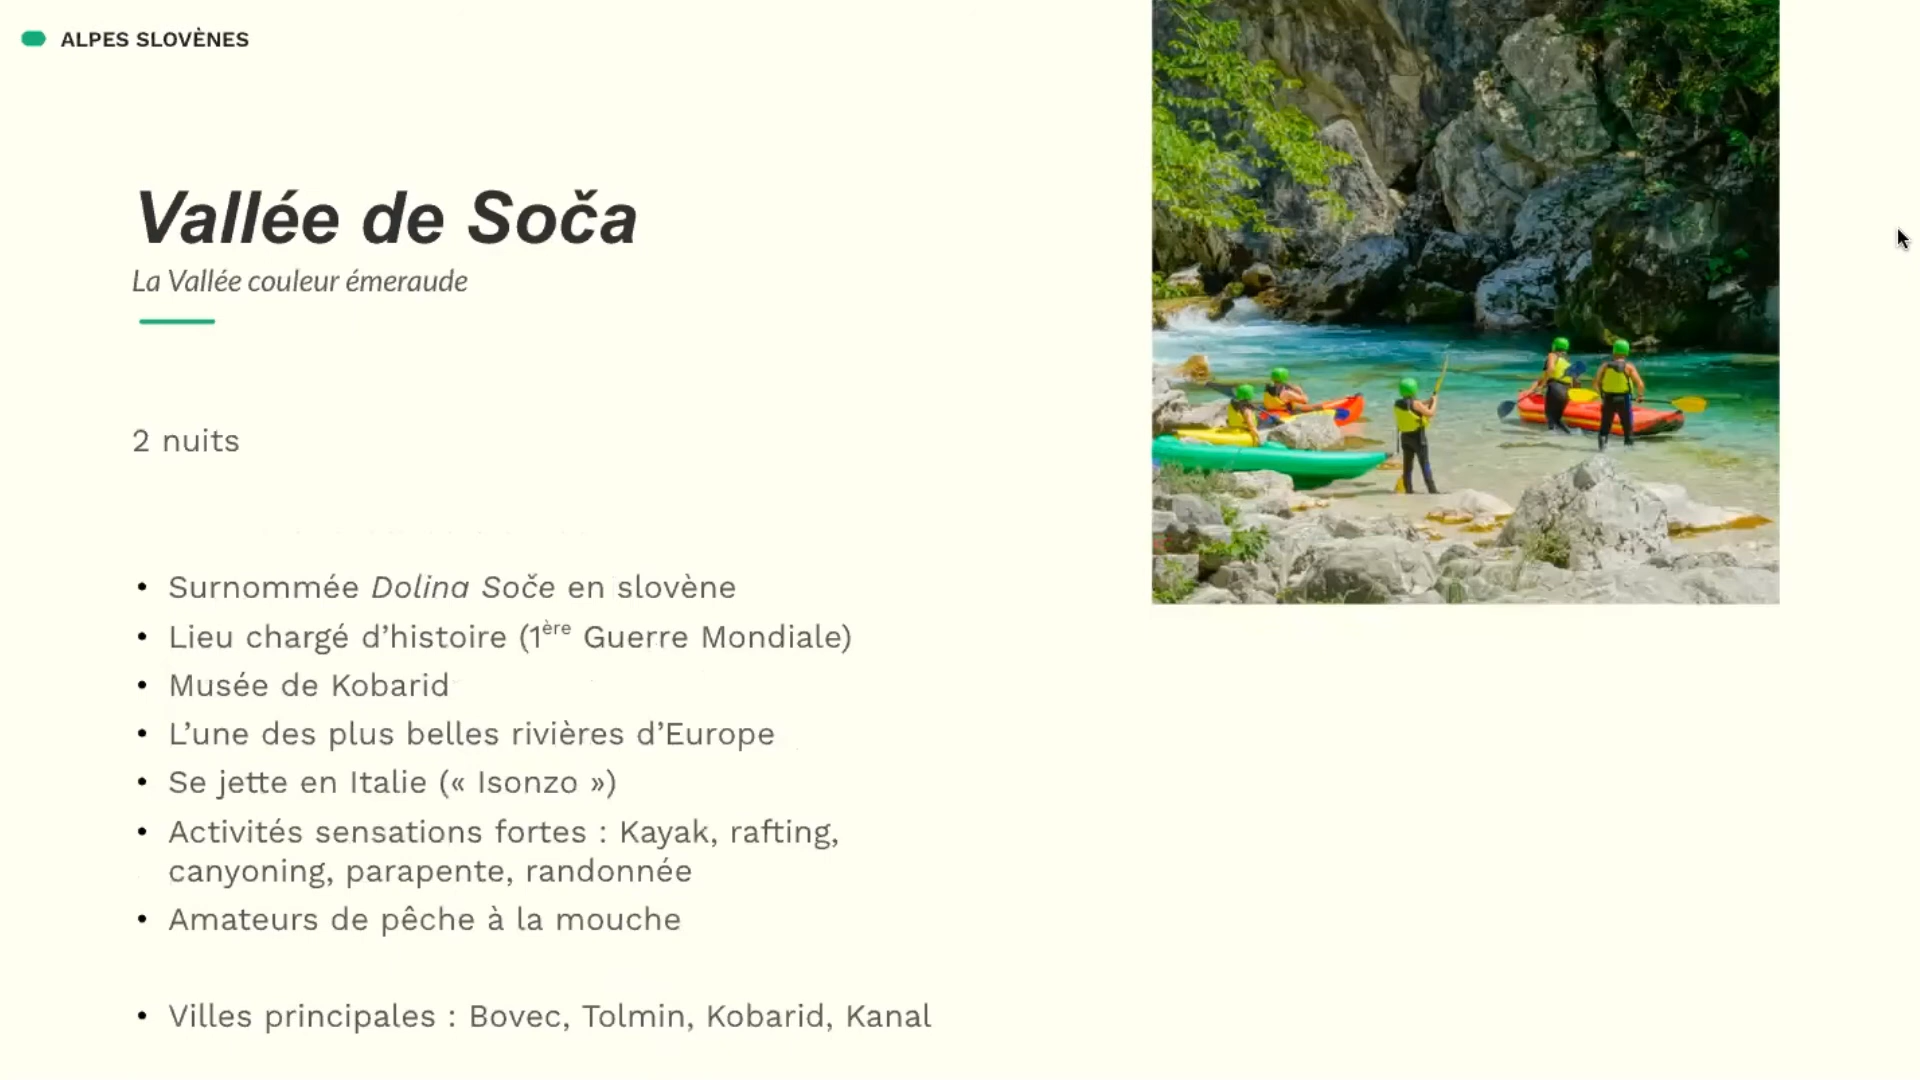 ALPES SLOVÈNES
Vallée de Soča
La Vallée couleur émeraude
2 nuits
• Surnommée Dolina Soče en slovène
• Lieu chargé d’histoire (1ère Guerre Mondiale)
• Musée de Kobarid
• L’une des plus belles rivières d’Europe
• Se jette en Italie (« Isonzo »)
• Activités sensations fortes : Kayak, rafting,
canyoning, parapente, randonnée
• Amateurs de pêche à la mouche
• Villes principales : Bovec, Tolmin, Kobarid, Kanal